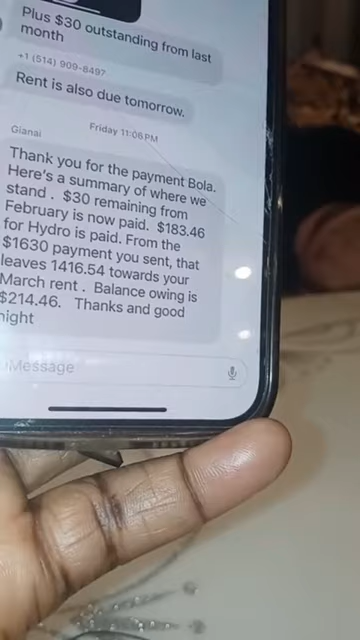 Plus $30 outstanding from last
month
+1 (514) 909-8497
Rent is also due tomorrow.
Friday 11:06 PM
Gianai
Thank you for the payment Bola.
Here's a summary of where we
stand . $30 remaining from
February is now paid. $183.46
for Hydro is paid. From the
$1630 payment you sent, that
leaves 1416.54 towards your
March rent . Balance owing is
$214.46. Thanks and good
night
iMessage